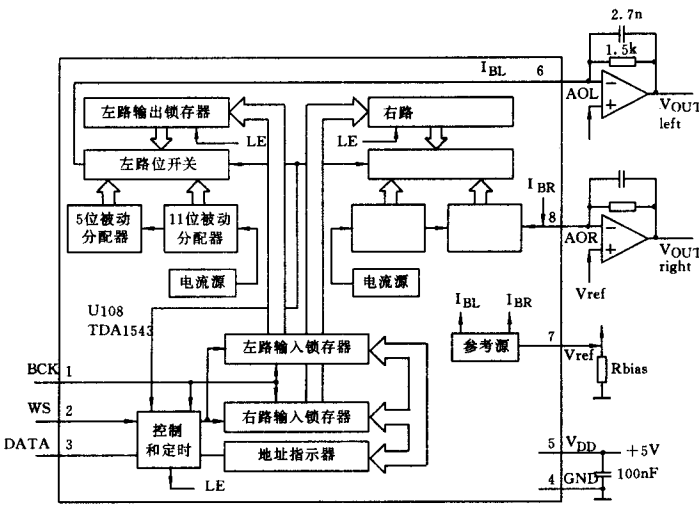 2.7n
1.5k
I_BL 6
AOL
V_OUT
left
左路输出锁存器
右路
LE
LE
左路位开关
I_BR
5位被动
分配器
11位被动
分配器
8
AOR
V_OUT
right
电流源
电流源
Vref
U108
TDA1543
I_BL
I_BR
左路输入锁存器
参考源
7
Vref
Rbias
BCK 1
WS 2
右路输入锁存器
控制
和定时
DATA 3
地址指示器
5 V_DD
+5V
100nF
4 GND
LE